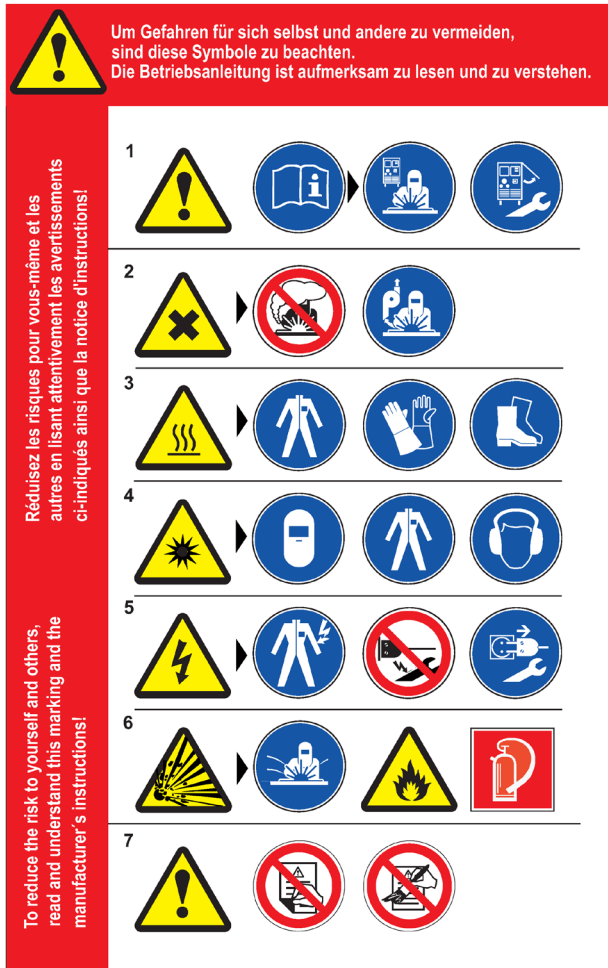 Um Gefahren für sich selbst und andere zu vermeiden,
sind diese Symbole zu beachten.
Die Betriebsanleitung ist aufmerksam zu lesen und zu verstehen.
Réduisez les risques pour vous-même et les
autres en lisant attentivement les avertissements
ci-indiqués ainsi que la notice d'instructions!
To reduce the risk to yourself and others,
read and understand this marking and the
manufacturer´s instructions!
1
2
3
4
5
6
7